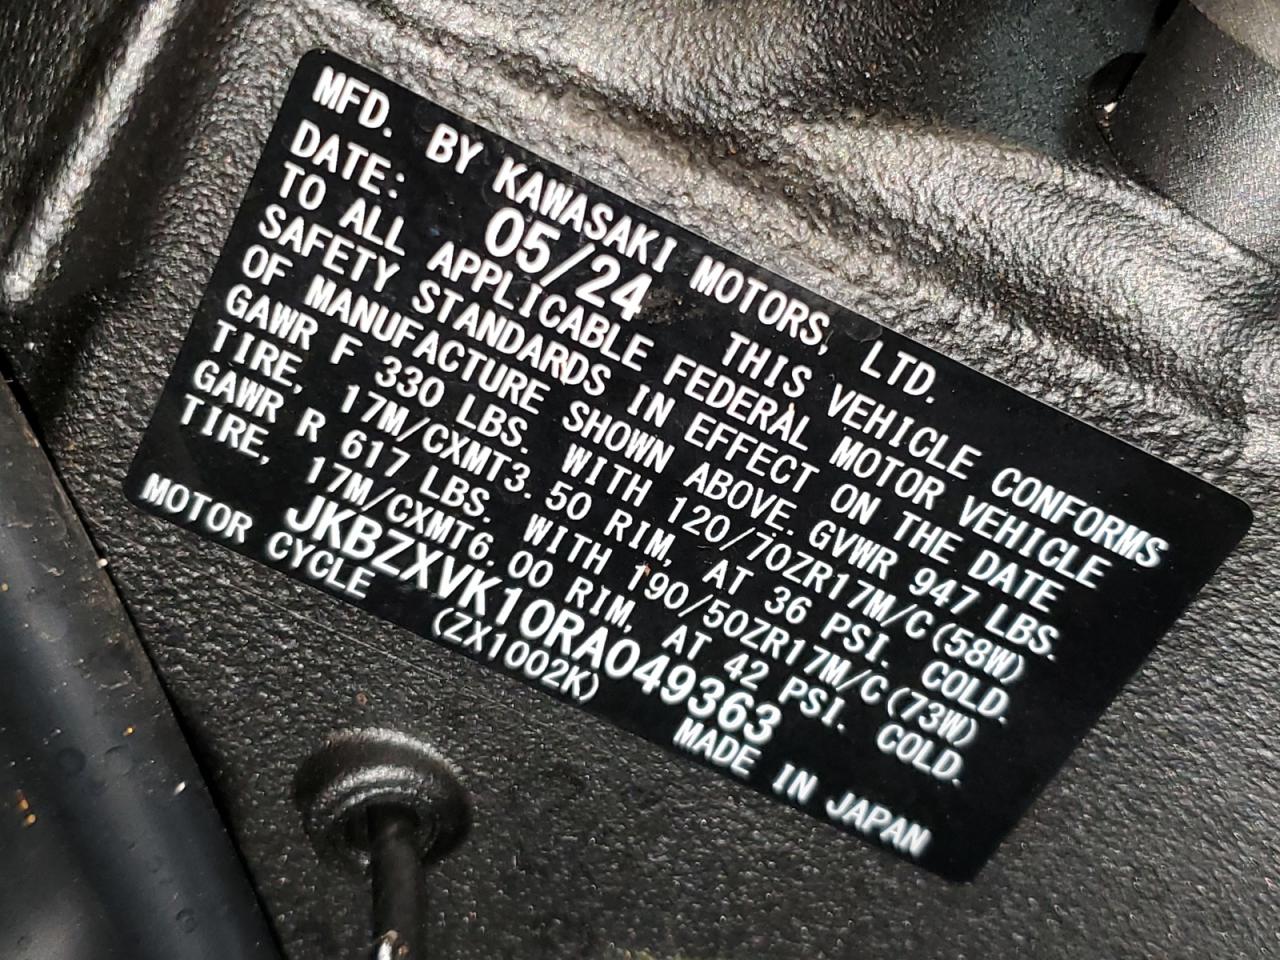 MFD. BY KAWASAKI MOTORS, LTD.
DATE: 05/24 THIS VEHICLE CONFORMS
TO ALL APPLICABLE FEDERAL MOTOR VEHICLE
SAFETY STANDARDS IN EFFECT ON THE DATE
OF MANUFACTURE SHOWN ABOVE. GVWR 947 LBS.
GAWR F 330 LBS. WITH 120/70ZR17M/C(58W)
TIRE, 17M/CXMT3.50 RIM, AT 36 PSI. COLD.
GAWR R 617 LBS. WITH 190/50ZR17M/C(73W)
TIRE, 17M/CXMT6.00 RIM, AT 42 PSI. COLD.
JKBZXVK10RA049363
MOTOR CYCLE (ZX1002K) MADE IN JAPAN